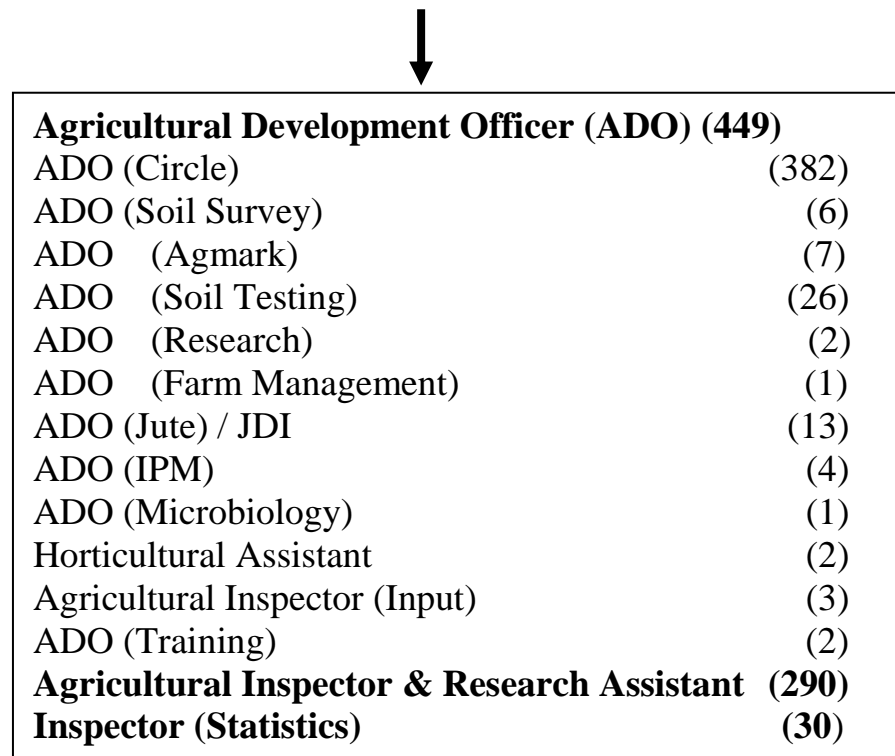 Agricultural Development Officer (ADO) (449)
ADO (Circle) (382)
ADO (Soil Survey) (6)
ADO (Agmark) (7)
ADO (Soil Testing) (26)
ADO (Research) (2)
ADO (Farm Management) (1)
ADO (Jute) / JDI (13)
ADO (IPM) (4)
ADO (Microbiology) (1)
Horticultural Assistant (2)
Agricultural Inspector (Input) (3)
ADO (Training) (2)
Agricultural Inspector & Research Assistant (290)
Inspector (Statistics) (30)